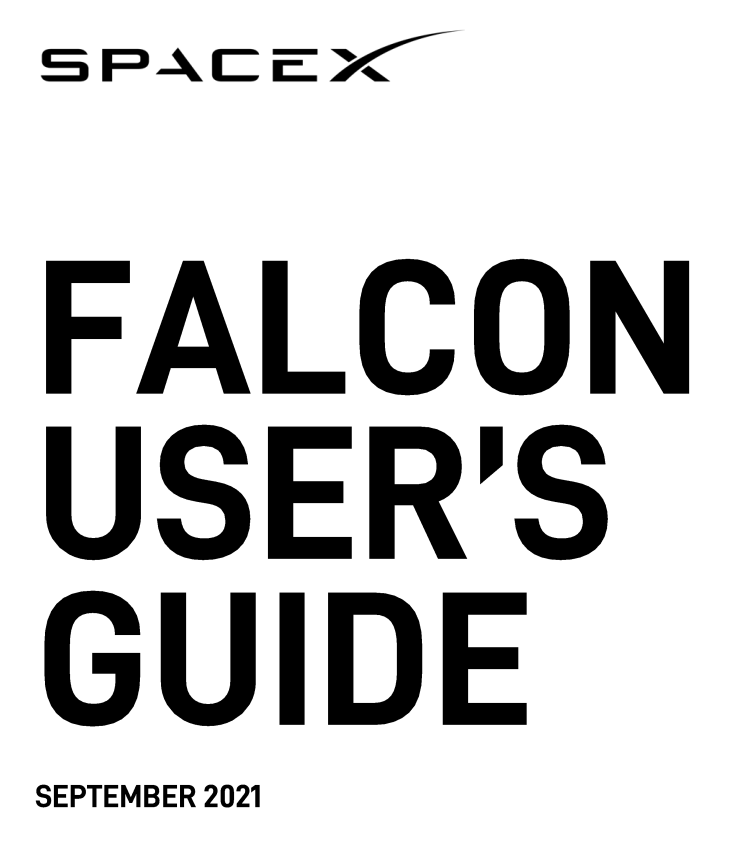 SPACEX
FALCON
USER'S
GUIDE
SEPTEMBER 2021